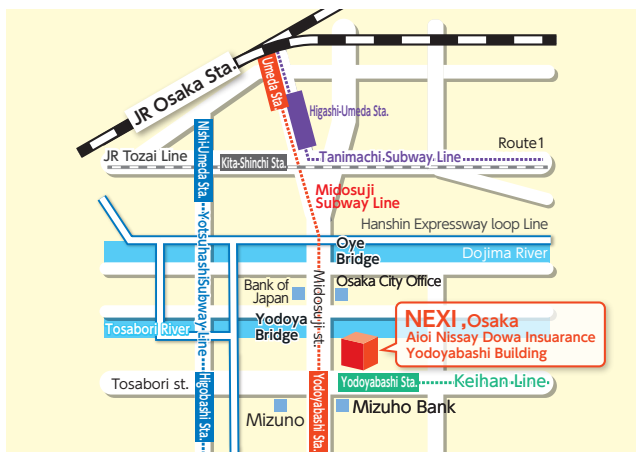 JR Osaka Sta.
Umeda Sta.
Higashi-Umeda Sta.
Nishi-Umeda Sta.
Route1
JR Tozai Line
Kita-Shinchi Sta.
Tanimachi Subway Line
Midosuji
Subway Line
Hanshin Expressway loop Line
Oye
Bridge
Dojima River
YotsuhashiSubway Line
Midosuji st.
Bank of
Japan
Osaka City Office
Tosabori River
Yodoya
Bridge
NEXI ,Osaka
Aioi Nissay Dowa Insuarance
Yodoyabashi Building
Tosabori st.
Higobashi Sta.
Yodoyabashi Sta.
Yodoyabashi Sta.
Keihan Line
Mizuno
Mizuho Bank